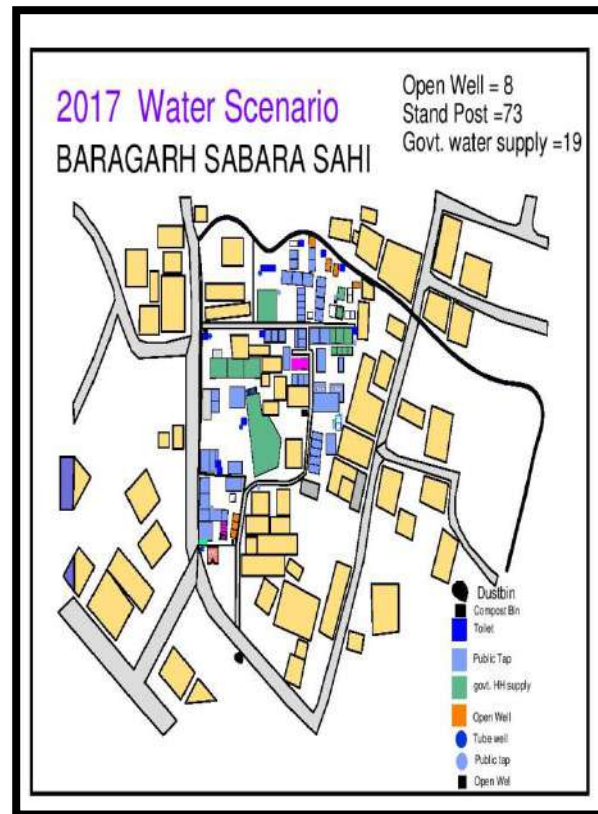 2017 Water Scenario
BARAGARH SABARA SAHI
Open Well = 8
Stand Post =73
Govt. water supply =19
Dustbin
Compost Bin
Toilet
Public Tap
govt. HH supply
Open Well
Tube well
Public tap
Open Wel